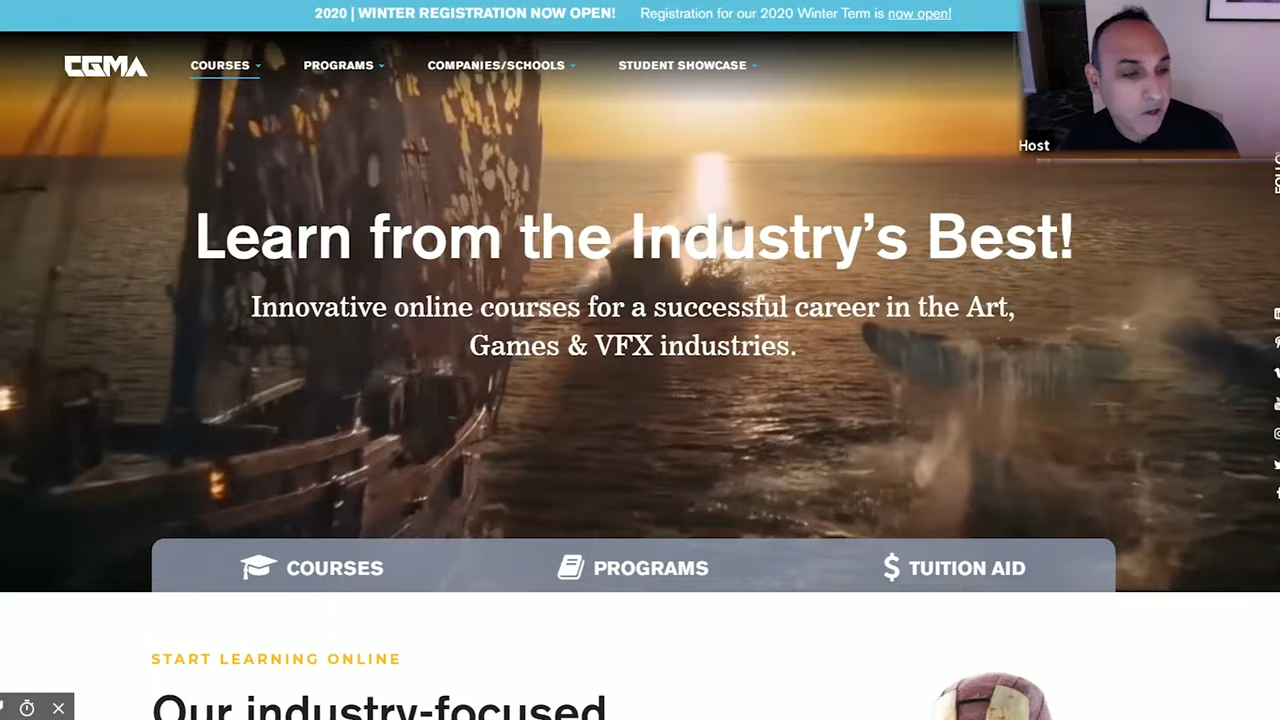 2020 | WINTER REGISTRATION NOW OPEN! Registration for our 2020 Winter Term is now open!
CGMA COURSES PROGRAMS COMPANIES/SCHOOLS STUDENT SHOWCASE
Host
Learn from the Industry's Best!
Innovative online courses for a successful career in the Art,
Games & VFX industries.
COURSES PROGRAMS $ TUITION AID
START LEARNING ONLINE
Our industry-focused